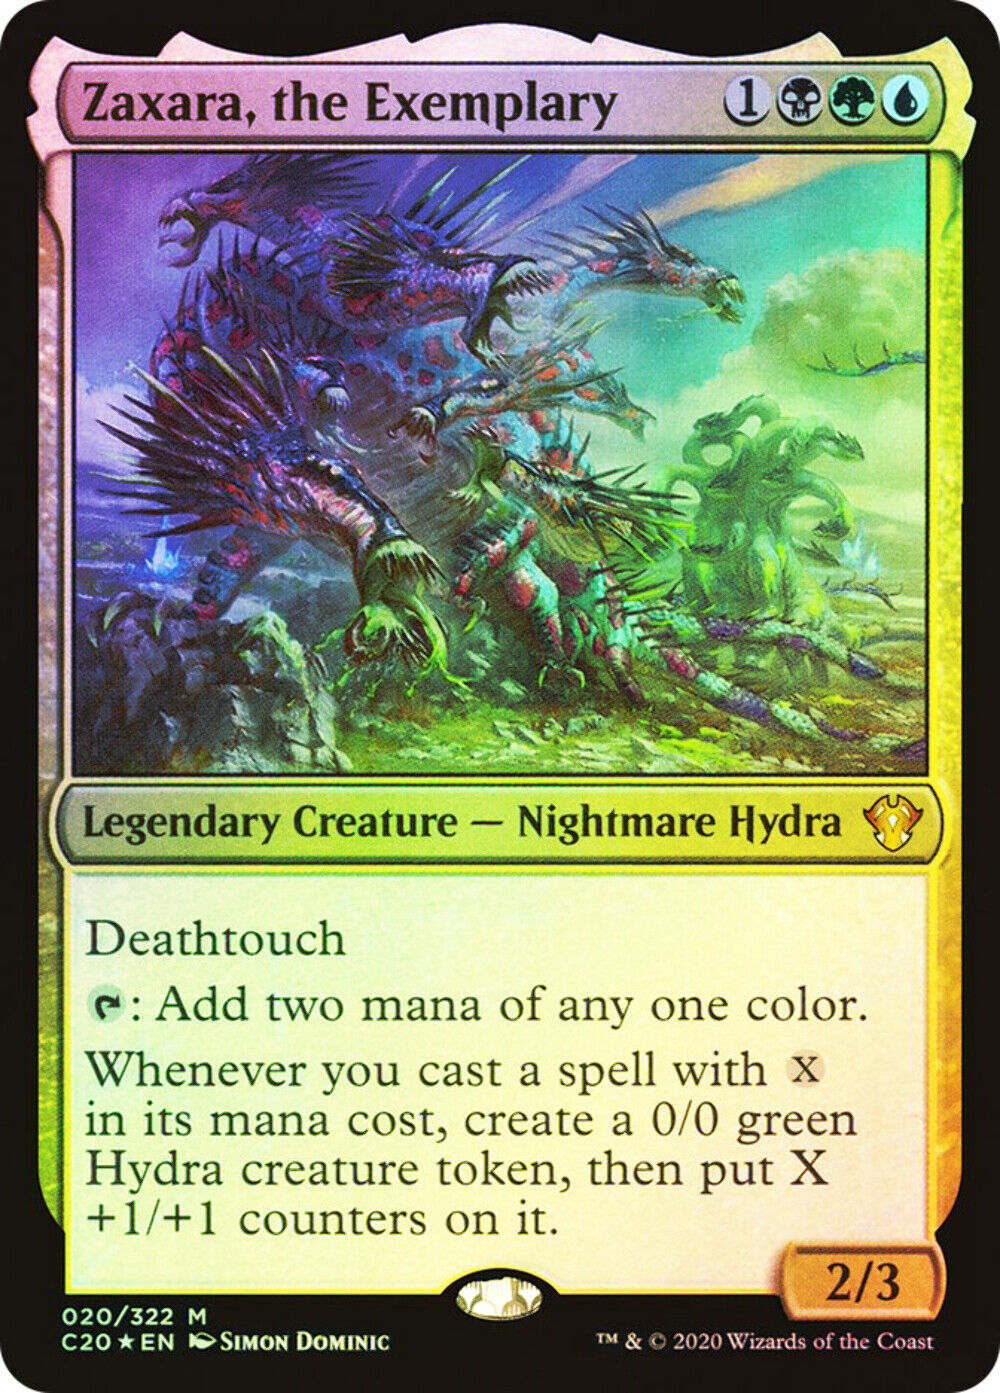 Zaxara, the Exemplary 1
Legendary Creature — Nightmare Hydra
Deathtouch
: Add two mana of any one color.
Whenever you cast a spell with X
in its mana cost, create a 0/0 green
Hydra creature token, then put X
+1/+1 counters on it.
2/3
020/322 M
C20★EN Simon Dominic
™ & © 2020 Wizards of the Coast